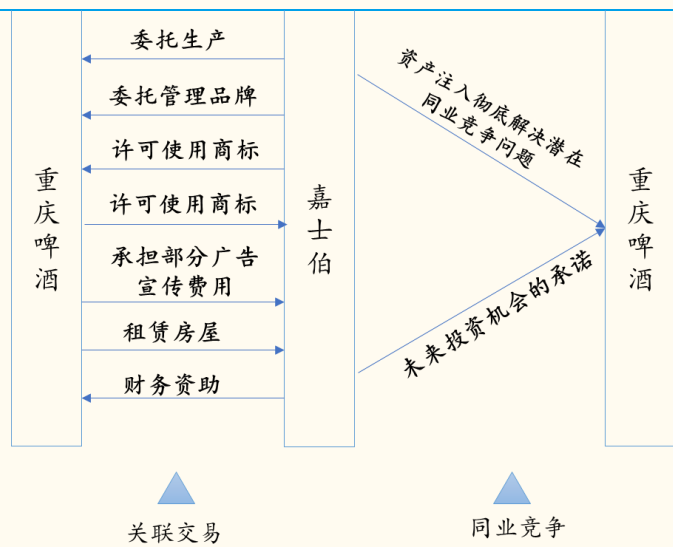 委托生产
委托管理品牌
许可使用商标
许可使用商标
承担部分广告
宣传费用
租赁房屋
财务资助
重庆啤酒
嘉士伯
资产注入彻底解决潜在
同业竞争问题
未来投资机会的承诺
重庆啤酒
关联交易
同业竞争